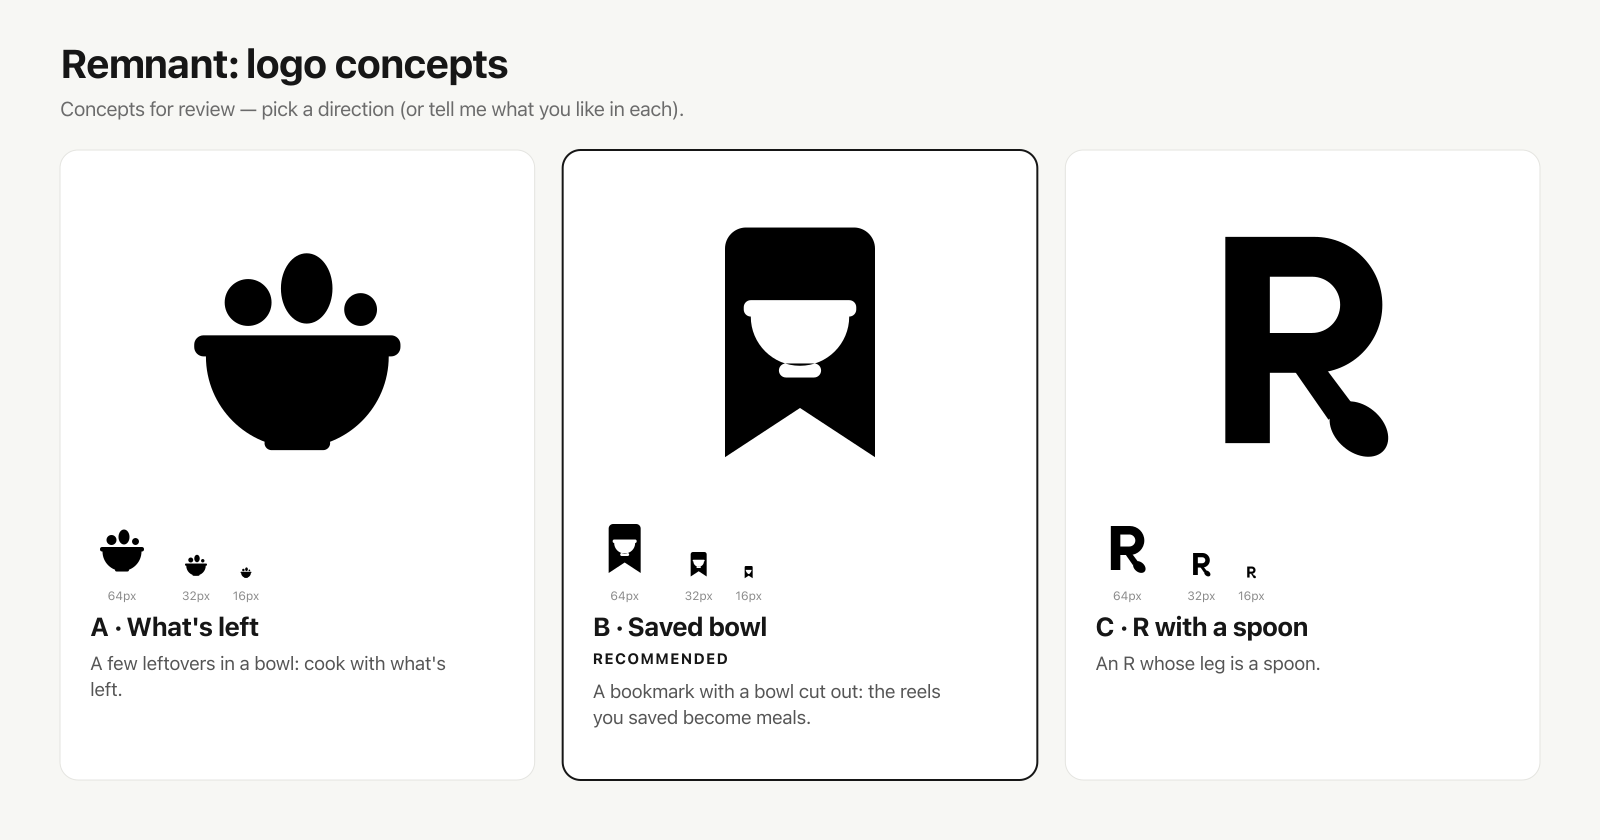 Remnant: logo concepts
Concepts for review — pick a direction (or tell me what you like in each).
R
64px
32px
16px
A · What's left
A few leftovers in a bowl: cook with what's
left.
64px
32px
16px
B · Saved bowl
RECOMMENDED
A bookmark with a bowl cut out: the reels
you saved become meals.
R
R
R
64px
32px
16px
C · R with a spoon
An R whose leg is a spoon.